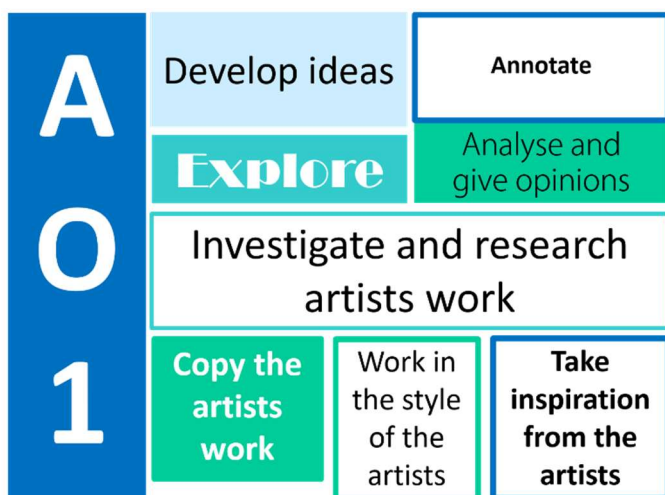 A
O
1
Develop ideas
Annotate
Explore
Analyse and
give opinions
Investigate and research
artists work
Copy the
artists
work
Work in
the style
of the
artists
Take
inspiration
from the
artists